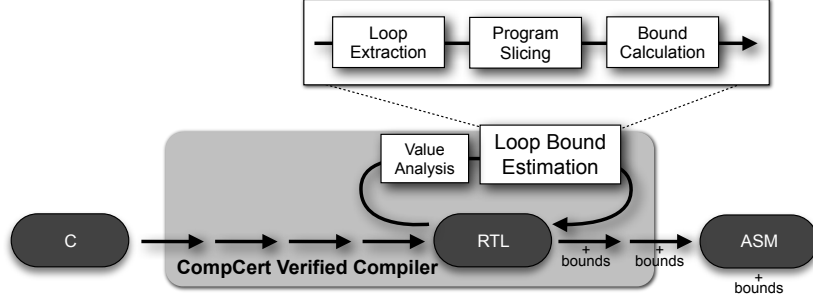 Loop
Extraction
Program
Slicing
Bound
Calculation
Value
Analysis
Loop Bound
Estimation
C
RTL
ASM
+
bounds
+
bounds
+
bounds
CompCert Verified Compiler